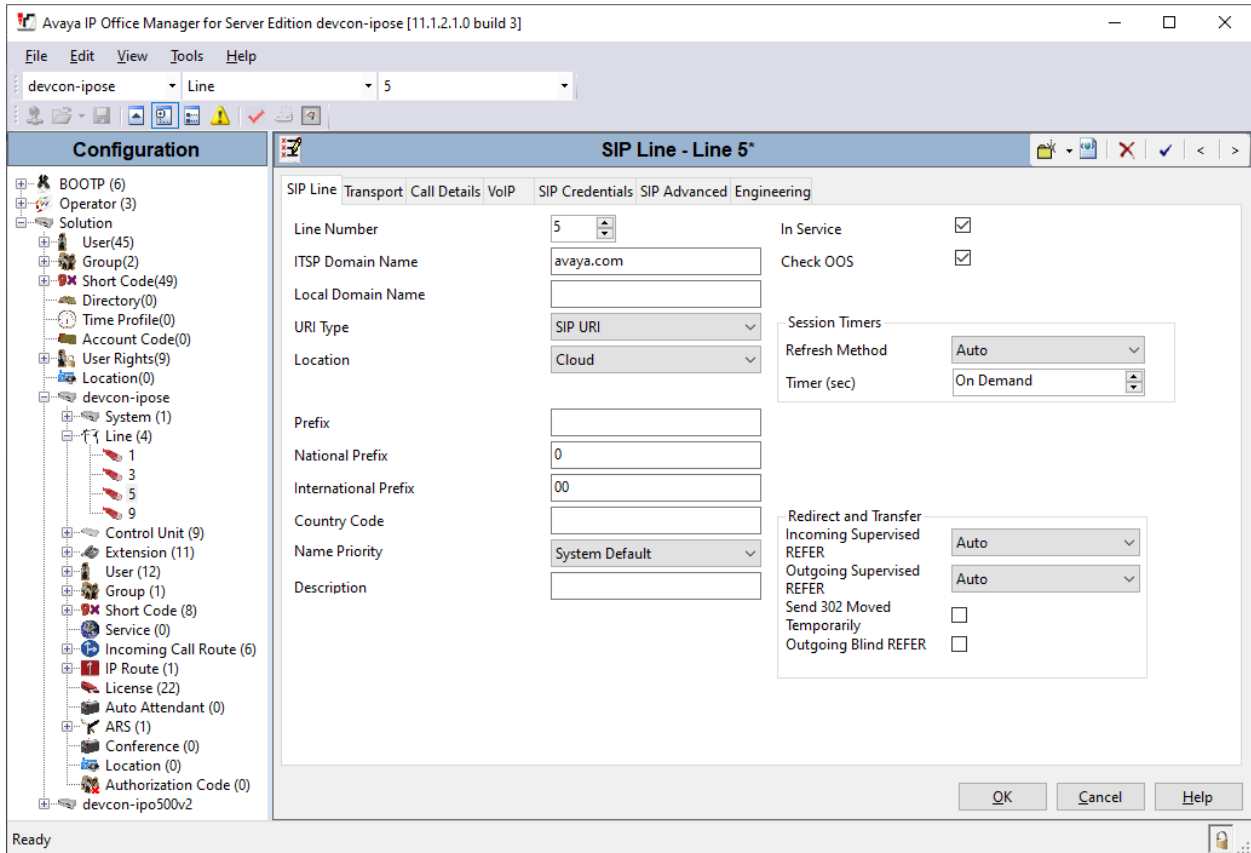 Avaya IP Office Manager for Server Edition devcon-ipose [11.1.2.1.0 build 3]
File Edit View Tools Help
devcon-ipose Line 5
Configuration
BOOTP (6)
Operator (3)
Solution
User(45)
Group(2)
Short Code(49)
Directory(0)
Time Profile(0)
Account Code(0)
User Rights(9)
Location(0)
devcon-ipose
System (1)
Line (4)
1
3
5
9
Control Unit (9)
Extension (11)
User (12)
Group (1)
Short Code (8)
Service (0)
Incoming Call Route (6)
IP Route (1)
License (22)
Auto Attendant (0)
ARS (1)
Conference (0)
Location (0)
Authorization Code (0)
devcon-ipo500v2
SIP Line - Line 5*
SIP Line Transport Call Details VoIP SIP Credentials SIP Advanced Engineering
Line Number 5
ITSP Domain Name avaya.com
Local Domain Name
URI Type SIP URI
Location Cloud
Prefix
National Prefix 0
International Prefix 00
Country Code
Name Priority System Default
Description
In Service
Check OOS
Session Timers
Refresh Method Auto
Timer (sec) On Demand
Redirect and Transfer
Incoming Supervised
REFER Auto
Outgoing Supervised
REFER Auto
Send 302 Moved
Temporarily
Outgoing Blind REFER
OK Cancel Help
Ready